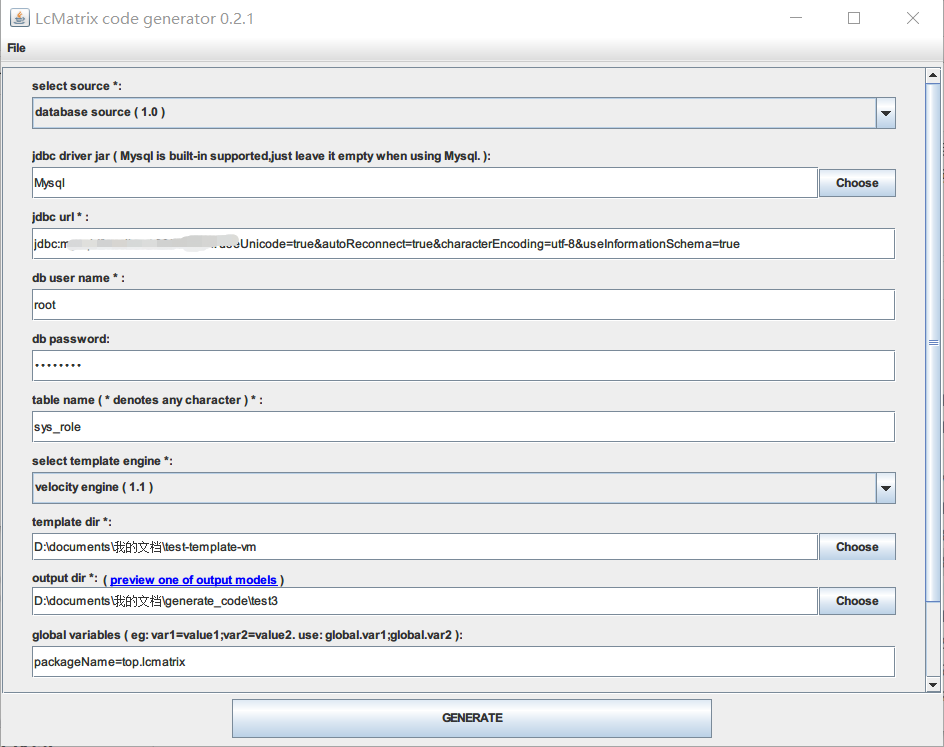 LcMatrix code generator 0.2.1
File
select source *:
database source ( 1.0 )
jdbc driver jar ( Mysql is built-in supported,just leave it empty when using Mysql. ):
Mysql
Choose
jdbc url * :
jdbc:m useUnicode=true&autoReconnect=true&characterEncoding=utf-8&useInformationSchema=true
db user name * :
root
db password:
••••••••
table name ( * denotes any character ) * :
sys_role
select template engine *:
velocity engine ( 1.1 )
template dir *:
D:\documents\我的文档\test-template-vm
Choose
output dir *: ( preview one of output models )
D:\documents\我的文档\generate_code\test3
Choose
global variables ( eg: var1=value1;var2=value2. use: global.var1;global.var2 ):
packageName=top.lcmatrix
GENERATE